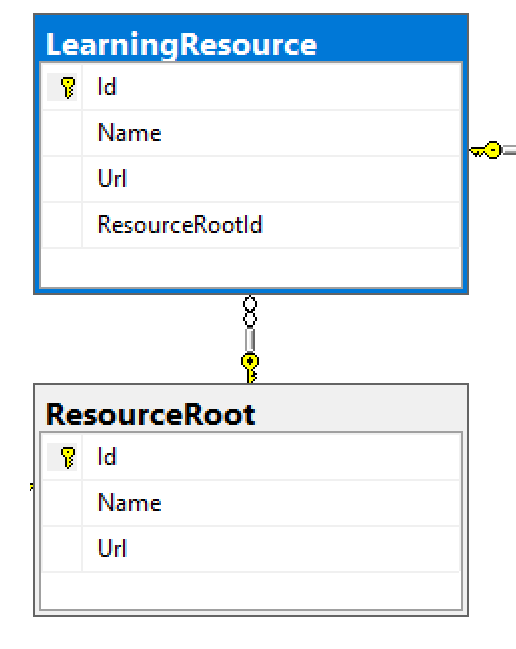 LearningResource
Id
Name
Url
ResourceRootId
ResourceRoot
Id
Name
Url